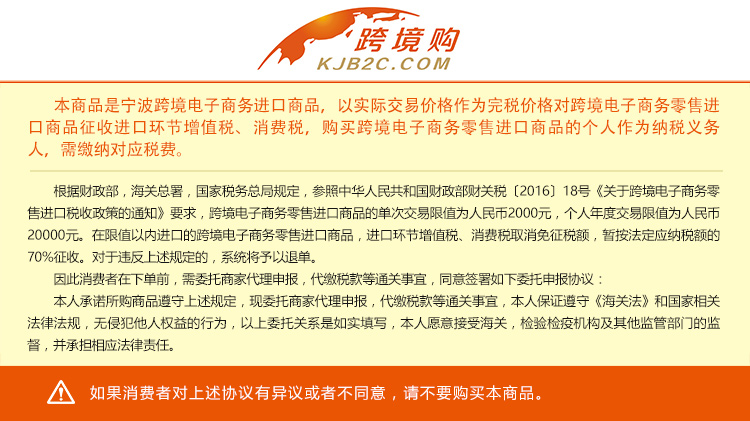 跨境购
KJB2C.COM
本商品是宁波跨境电子商务进口商品，以实际交易价格作为完税价格对跨境电子商务零售进
口商品征收进口环节增值税、消费税，购买跨境电子商务零售进口商品的个人作为纳税义务
人，需缴纳对应税费。
根据财政部，海关总署，国家税务总局规定，参照中华人民共和国财政部财关税〔2016〕18号《关于跨境电子商务零
售进口税收政策的通知》要求，跨境电子商务零售进口商品的单次交易限值为人民币2000元，个人年度交易限值为人民币
20000元。在限值以内进口的跨境电子商务零售进口商品，进口环节增值税、消费税取消免征税额，暂按法定应纳税额的
70%征收。对于违反上述规定的，系统将予以退单。
因此消费者在下单前，需委托商家代理申报，代缴税款等通关事宜，同意签署如下委托申报协议：
本人承诺所购商品遵守上述规定，现委托商家代理申报，代缴税款等通关事宜，本人保证遵守《海关法》和国家相关
法律法规，无侵犯他人权益的行为，以上委托关系是如实填写，本人愿意接受海关，检验检疫机构及其他监管部门的监
督，并承担相应法律责任。
如果消费者对上述协议有异议或者不同意，请不要购买本商品。